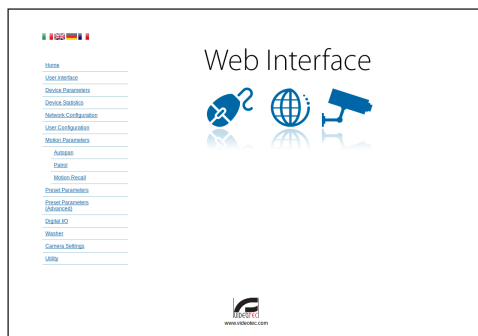 Web Interface
Home
User Interface
Device Parameters
Device Statistics
Network Configuration
User Configuration
Motion Parameters
Autopan
Patrol
Motion Recall
Preset Parameters
Preset Parameters
(Advanced)
Digital I/O
Washer
Camera Settings
Utility
VIDEOTEC
www.videotec.com